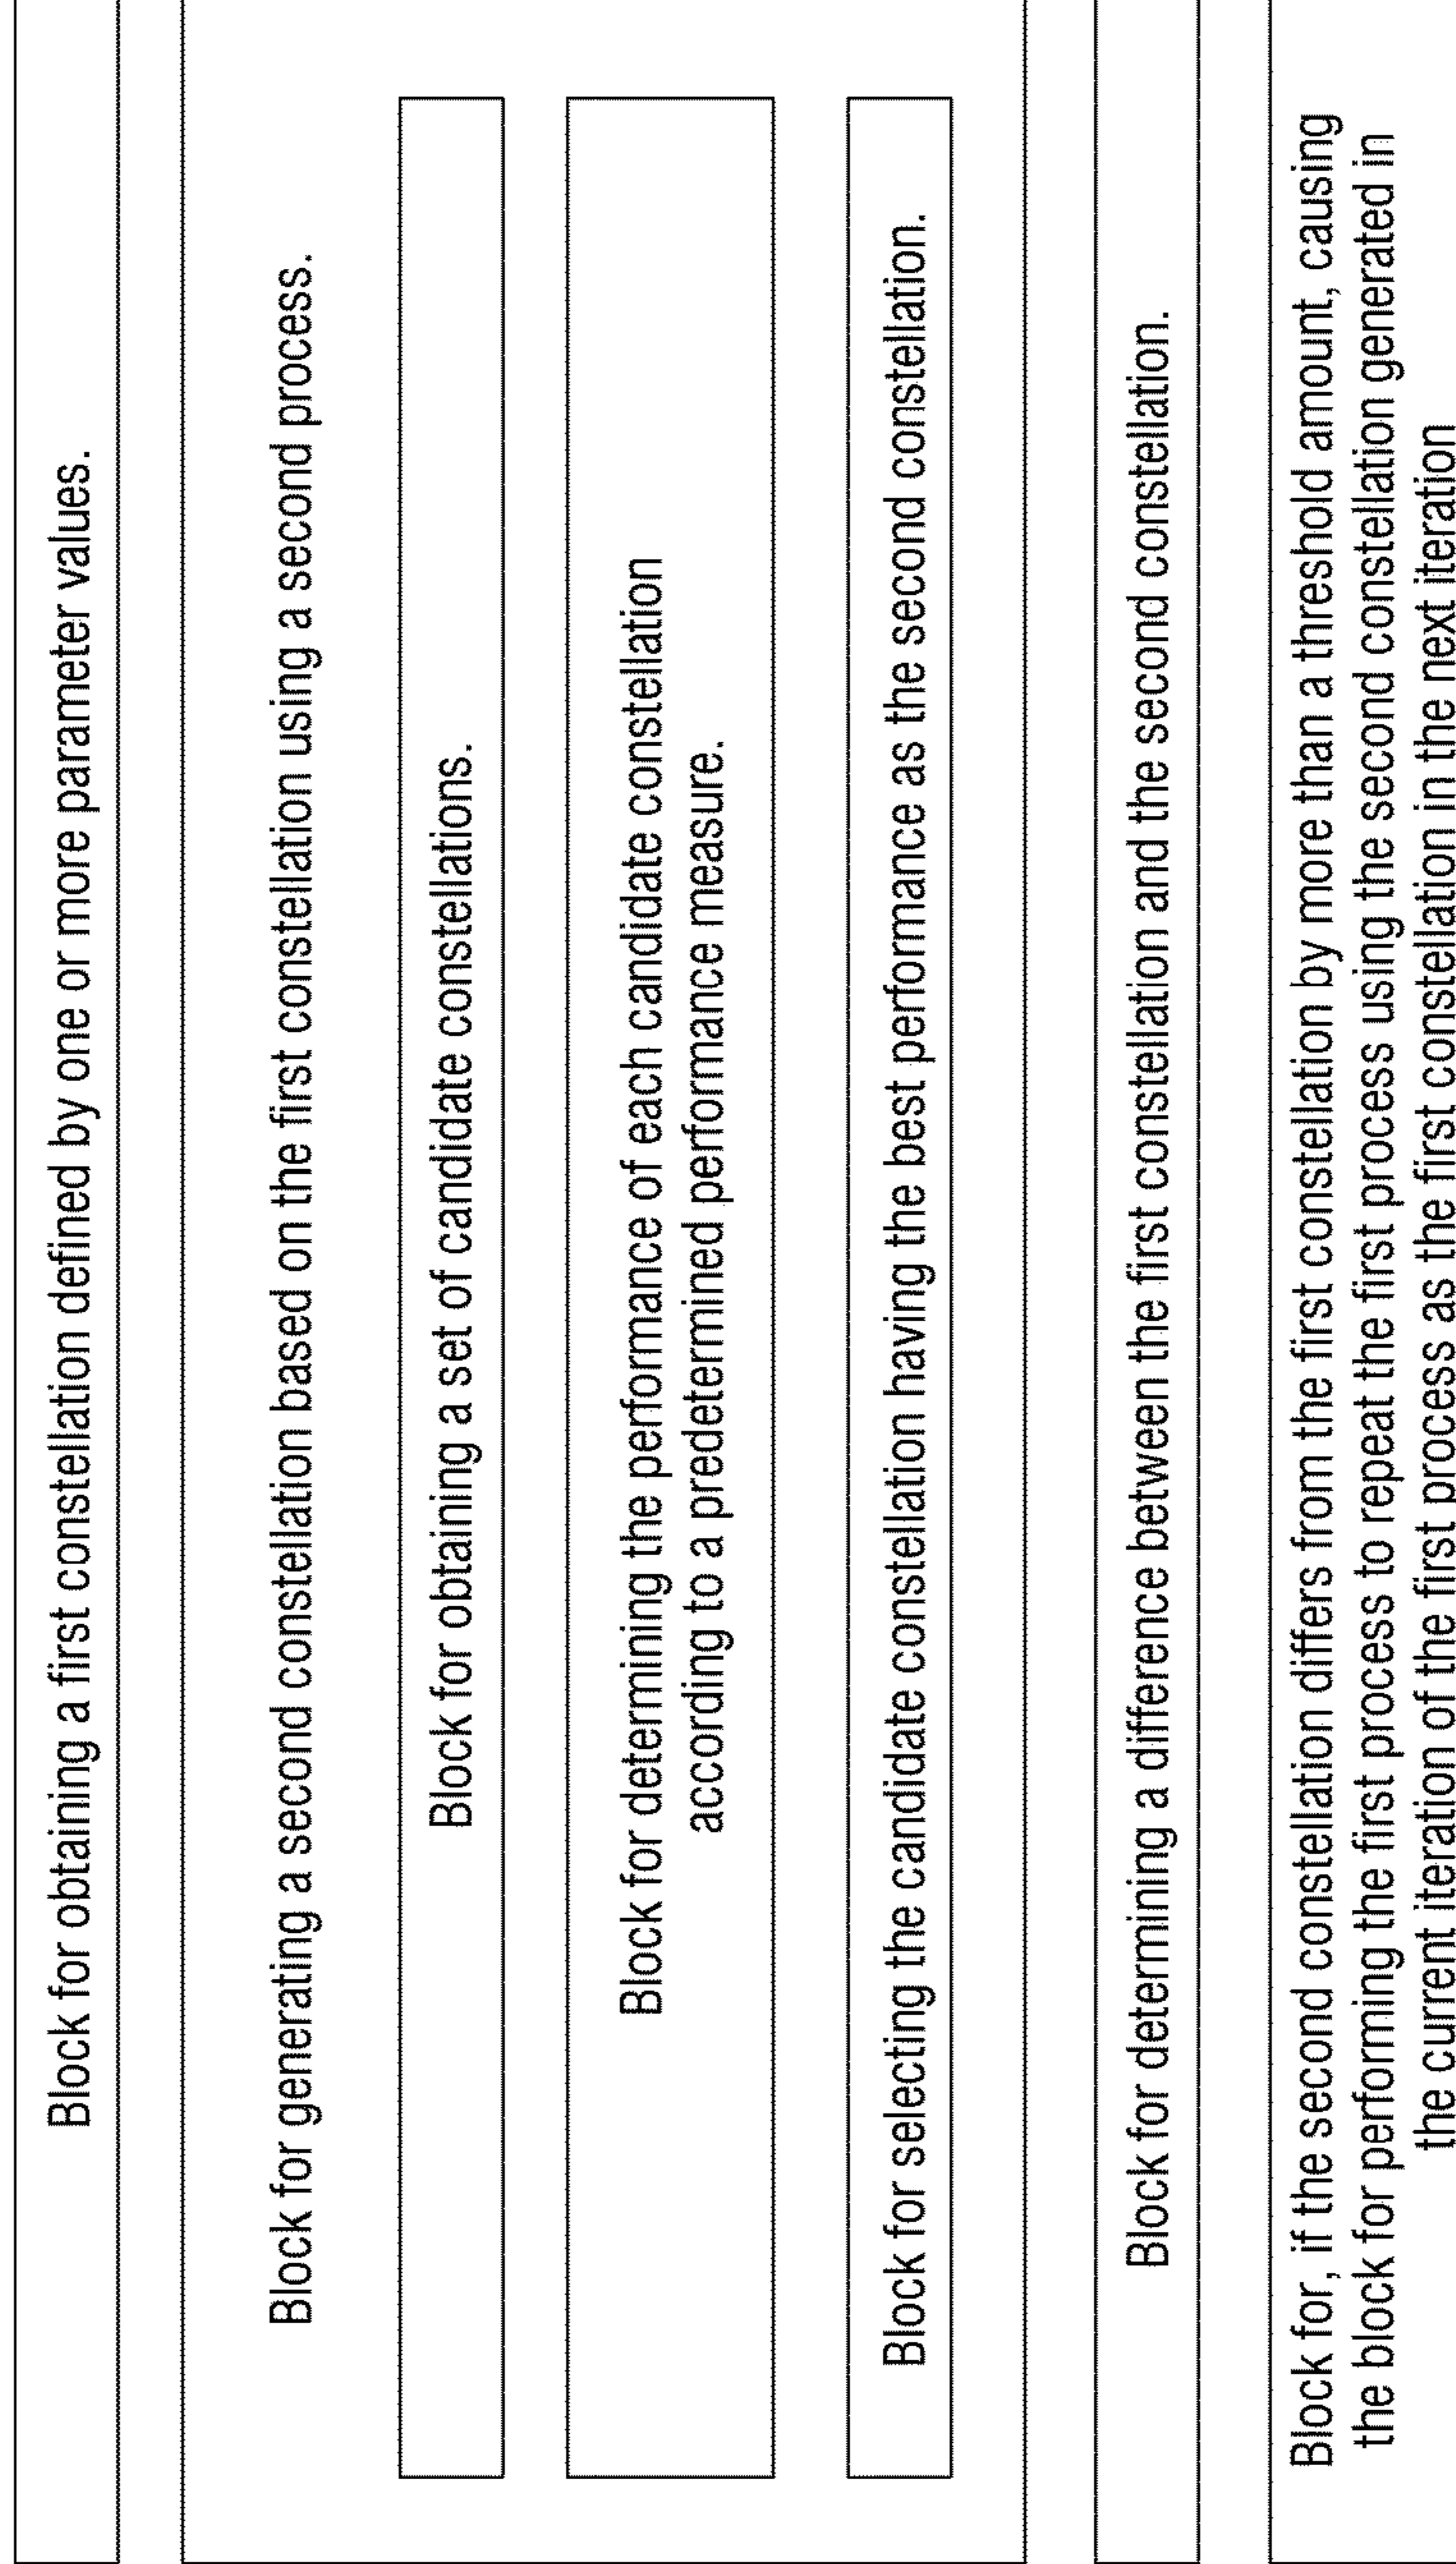 Block for obtaining a first constellation defined by one or more parameter values.
Block for generating a second constellation based on the first constellation using a second process.
Block for obtaining a set of candidate constellations.
Block for determining the performance of each candidate constellation
according to a predetermined performance measure.
Block for selecting the candidate constellation having the best performance as the second constellation.
Block for determining a difference between the first constellation and the second constellation.
Block for, if the second constellation differs from the first constellation by more than a threshold amount, causing
the block for performing the first process to repeat the first process using the second constellation generated in
the current iteration of the first process as the first constellation in the next iteration